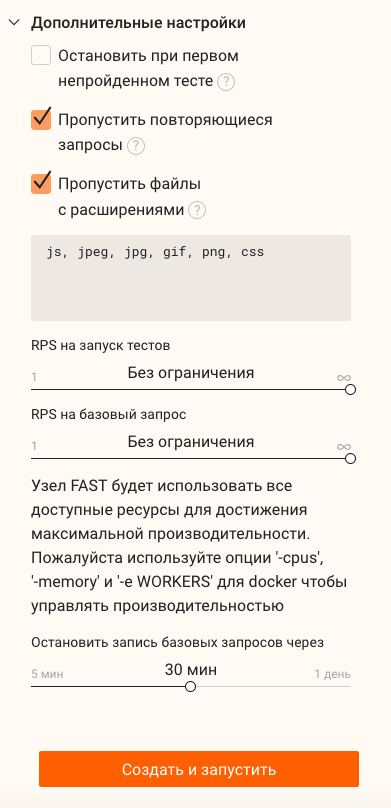 Дополнительные настройки
Остановить при первом
непройденном тесте ?
Пропустить повторяющиеся
запросы ?
Пропустить файлы
с расширениями ?
js, jpeg, jpg, gif, png, css
RPS на запуск тестов
1 Без ограничения ∞
RPS на базовый запрос
1 Без ограничения ∞
Узел FAST будет использовать все
доступные ресурсы для достижения
максимальной производительности.
Пожалуйста используйте опции '-cpus',
'-memory' и '-e WORKERS' для docker чтобы
управлять производительностью
Остановить запись базовых запросов через
5 мин 30 мин 1 день
Создать и запустить